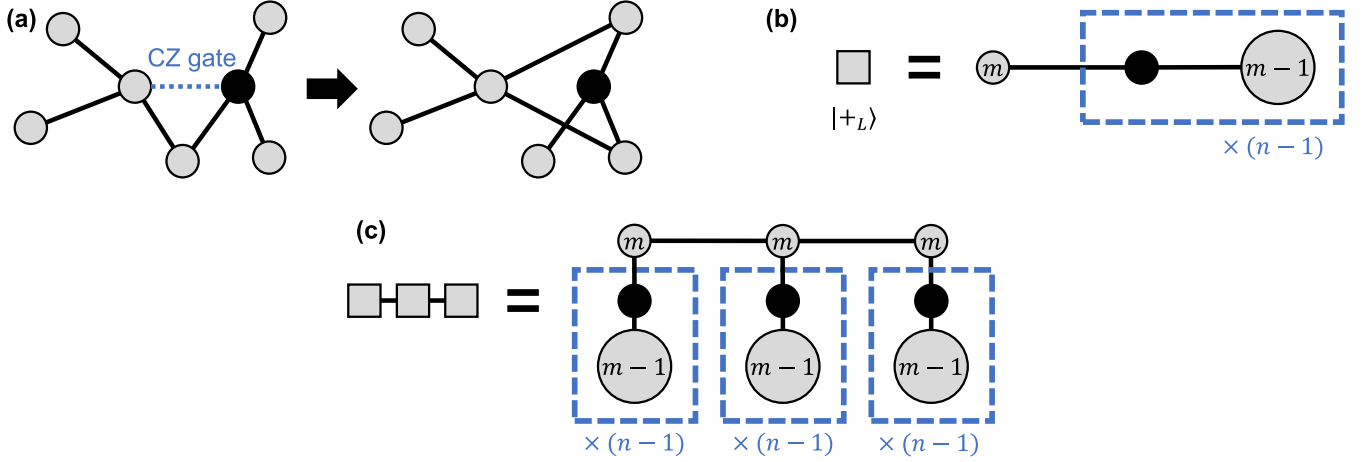 (a)
CZ gate
(b)
|+_L⟩
=
m
m − 1
× (n − 1)
(c)
=
m m m
m − 1 m − 1 m − 1
× (n − 1) × (n − 1) × (n − 1)